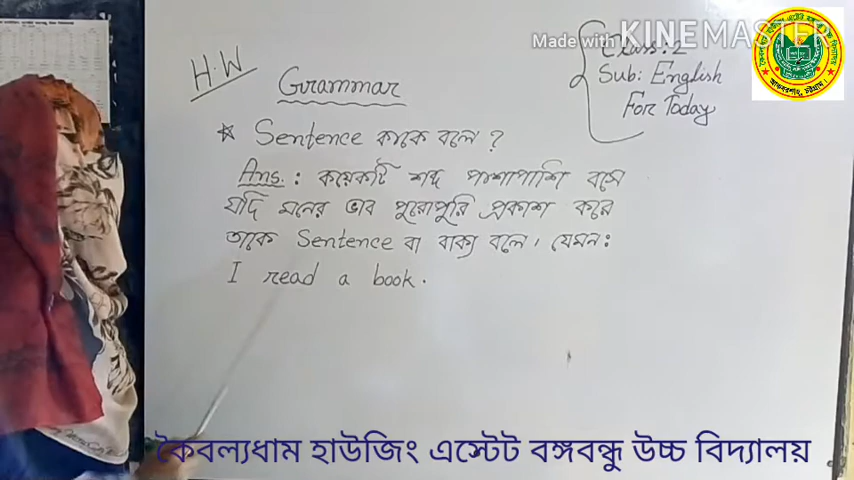 Made with KINEMASTER
H.W
Grammar
Class: 2
Sub: English
For Today
* Sentence কাকে বলে ?
Ans. : কয়েকটি শব্দ পাশাপাশি বসে
যদি মনের ভাব পুরোপুরি প্রকাশ করে
তাকে Sentence বা বাক্য বলে। যেমন:
I read a book.
কৈবল্যধাম হাউজিং এস্টেট বঙ্গবন্ধু উচ্চ বিদ্যালয়